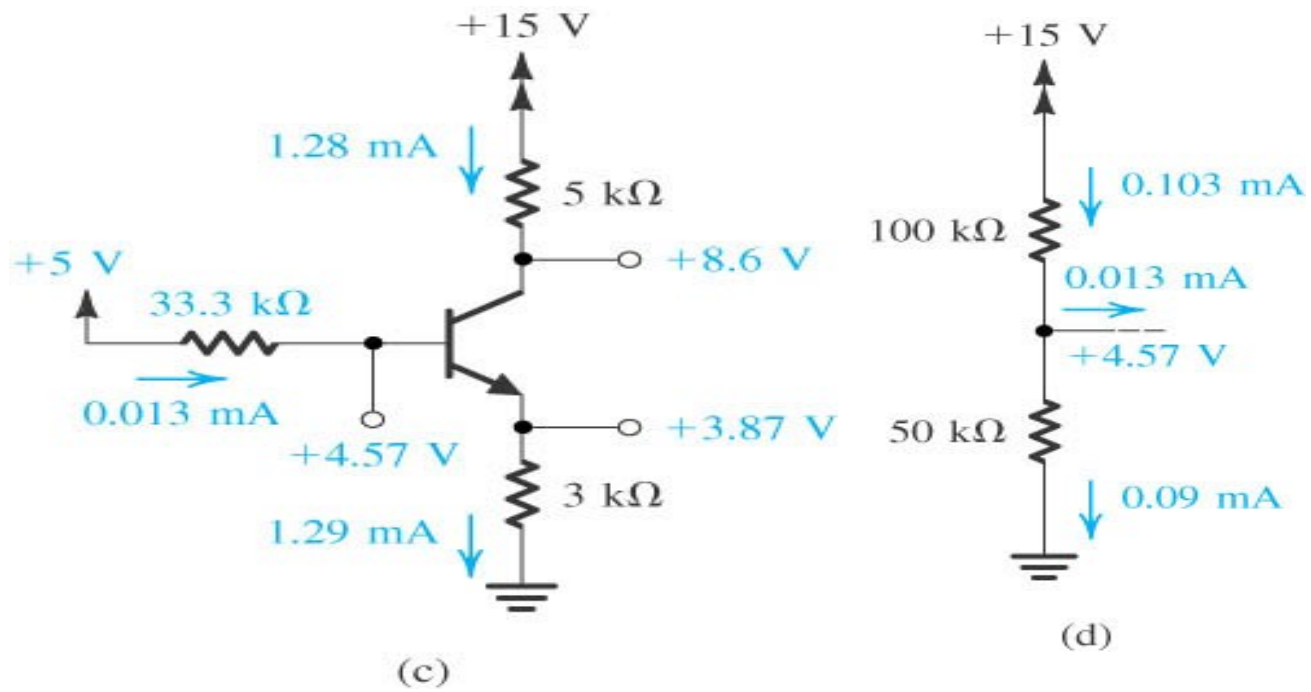 +15 V
1.28 mA
5 kΩ
+8.6 V
+5 V
33.3 kΩ
0.013 mA
+4.57 V
+3.87 V
3 kΩ
1.29 mA
(c)
+15 V
0.103 mA
100 kΩ
0.013 mA
+4.57 V
50 kΩ
0.09 mA
(d)